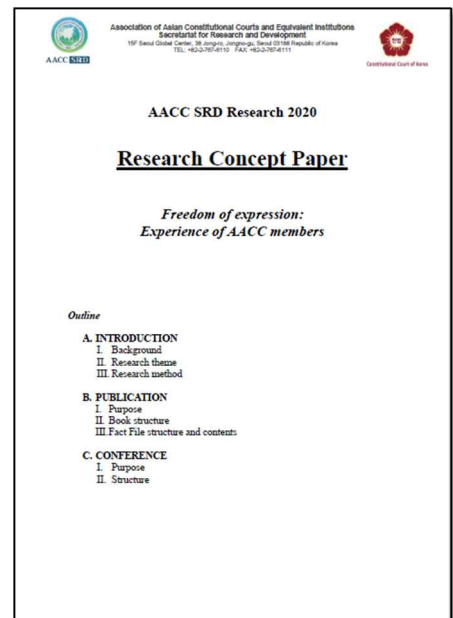 Association of Asian Constitutional Courts and Equivalent Institutions
Secretariat for Research and Development
15F Seoul Global Center, 38 Jong-ro, Jongno-gu, Seoul 03188 Republic of Korea
TEL: +82-2-767-6110 FAX: +82-2-767-6111
AACC SRD
Constitutional Court of Korea
AACC SRD Research 2020
Research Concept Paper
Freedom of expression:
Experience of AACC members
Outline
A. INTRODUCTION
I. Background
II. Research theme
III. Research method
B. PUBLICATION
I. Purpose
II. Book structure
III.Fact File structure and contents
C. CONFERENCE
I. Purpose
II. Structure